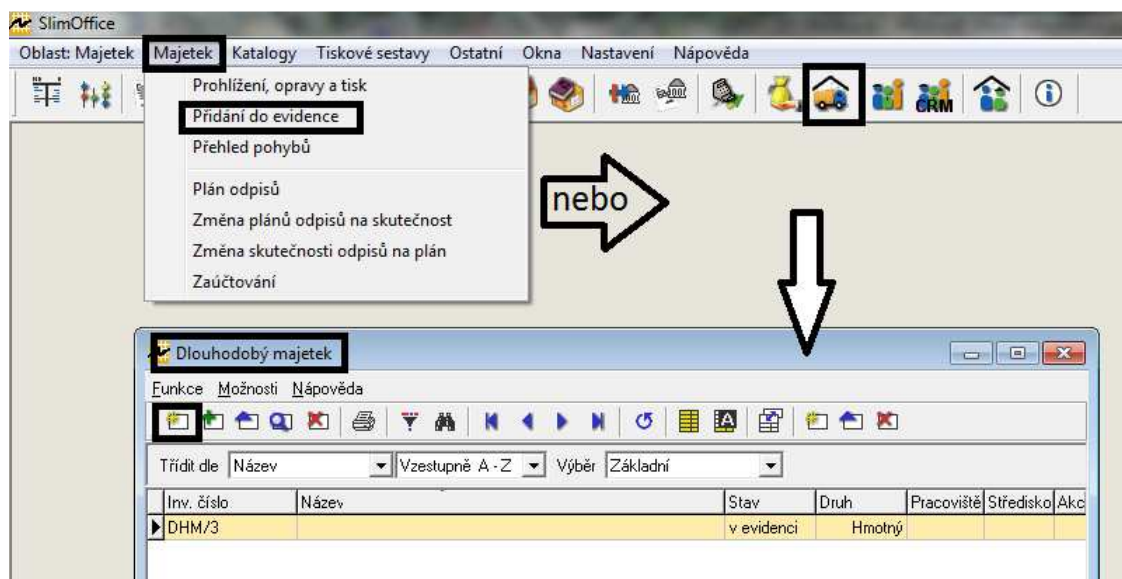 SlimOffice
Oblast: Majetek Majetek Katalogy Tiskové sestavy Ostatní Okna Nastavení Nápověda
Prohlížení, opravy a tisk
Přidání do evidence
Přehled pohybů
Plán odpisů
Změna plánů odpisů na skutečnost
Změna skutečnosti odpisů na plán
Zaúčtování
CRM
nebo
Dlouhodobý majetek
Funkce Možnosti Nápověda
Třídit dle Název Vzestupně A - Z Výběr Základní
Inv. číslo Název Stav Druh Pracoviště Středisko Akc
DHM/3 v evidenci Hmotný